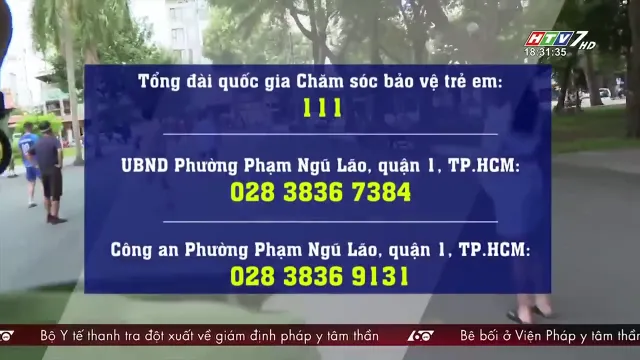 HTV7 HD
18:31:35
Tổng đài quốc gia Chăm sóc bảo vệ trẻ em:
111
UBND Phường Phạm Ngũ Lão, quận 1, TP.HCM:
028 3836 7384
Công an Phường Phạm Ngũ Lão, quận 1, TP.HCM:
028 3836 9131
60 Bộ Y tế thanh tra đột xuất về giám định pháp y tâm thần 60 Bê bối ở Viện Pháp y tâm thần